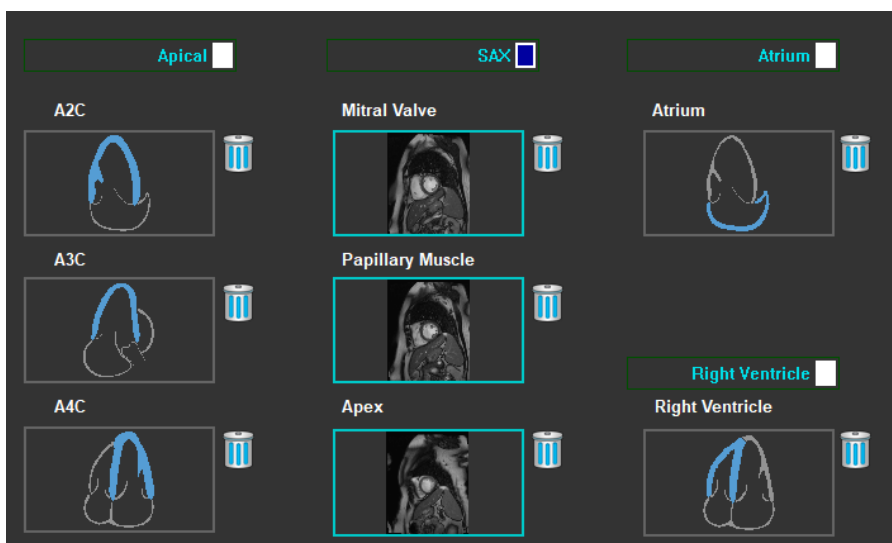 Apical
SAX
Atrium
A2C
Mitral Valve
Atrium
A3C
Papillary Muscle
Right Ventricle
A4C
Apex
Right Ventricle